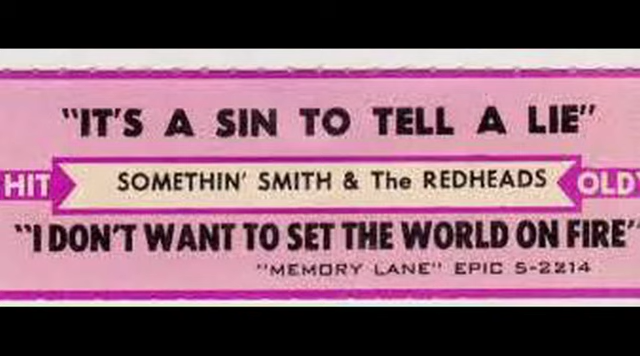 "IT'S A SIN TO TELL A LIE"
HIT SOMETHIN' SMITH & The REDHEADS OLDY
"I DON'T WANT TO SET THE WORLD ON FIRE"
"MEMORY LANE" EPIC 5-2214